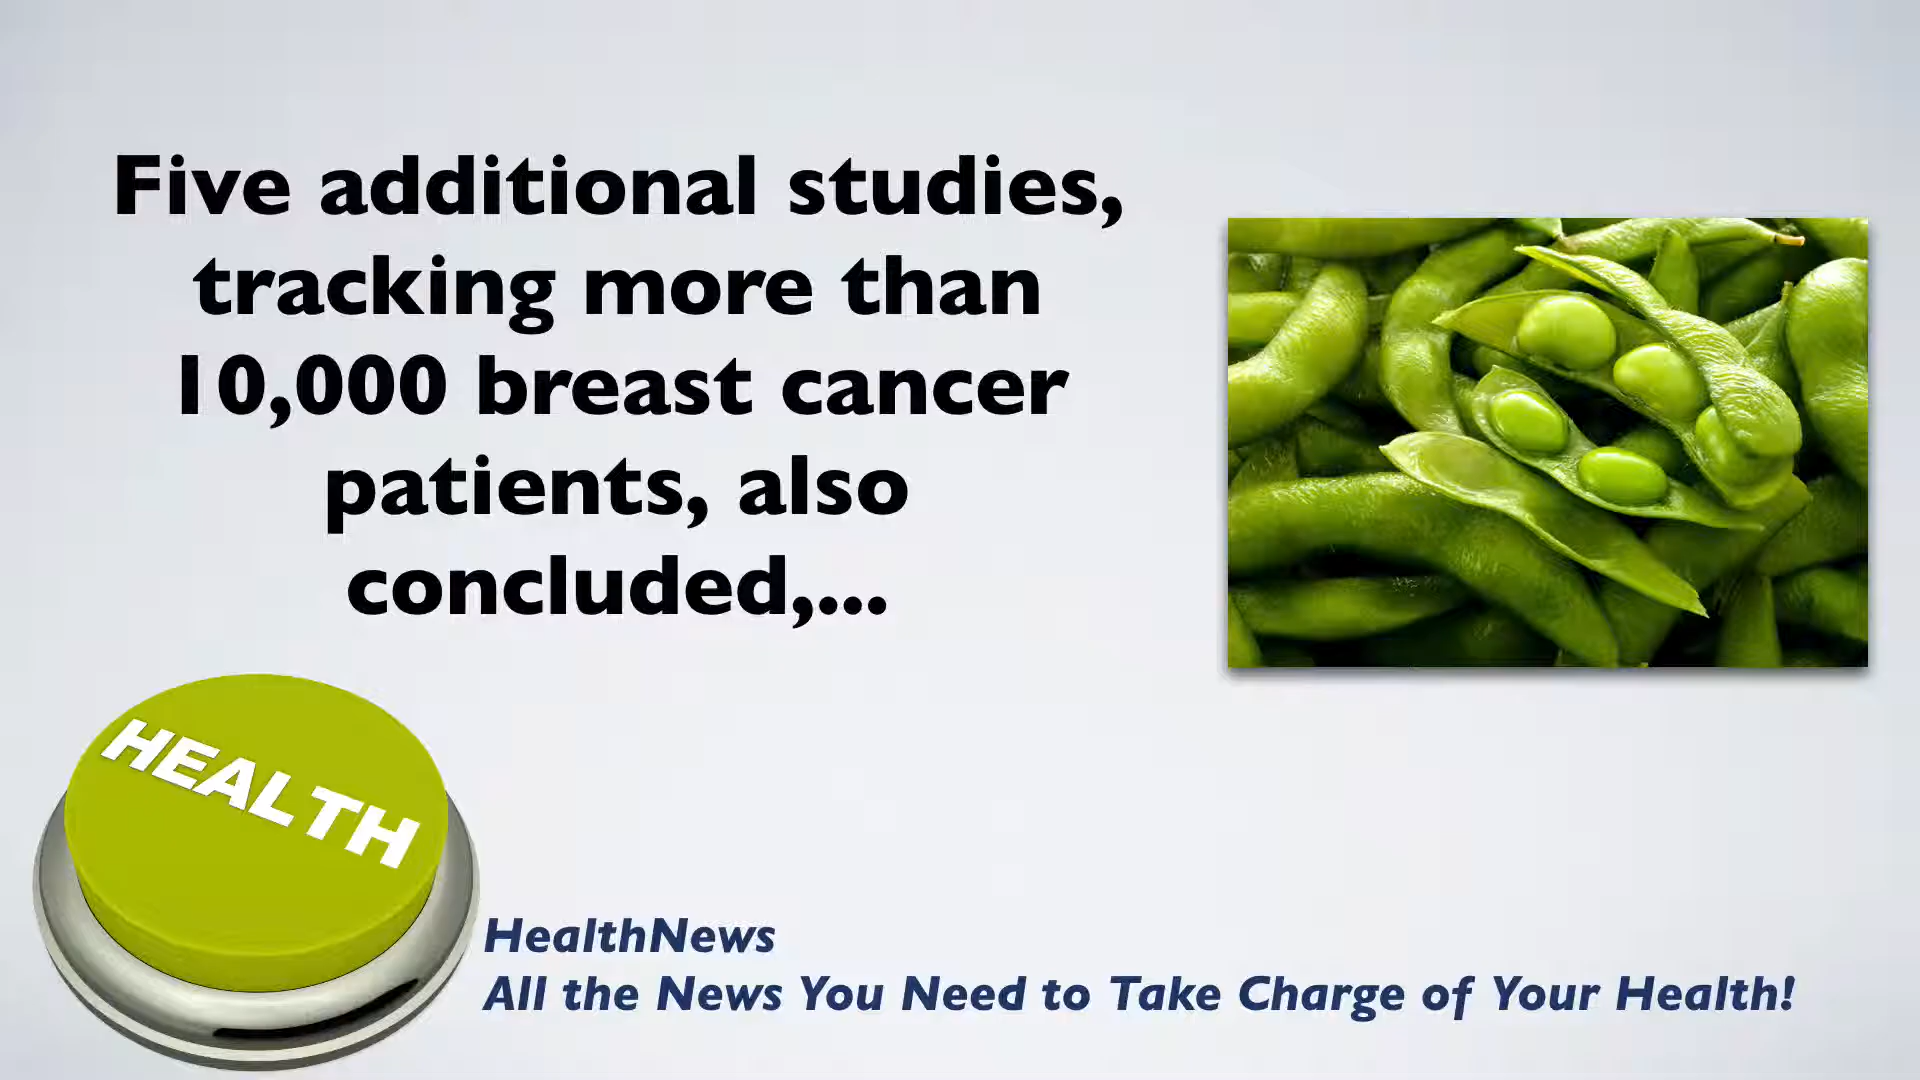 Five additional studies,
tracking more than
10,000 breast cancer
patients, also
concluded,...
HEALTH
HealthNews
All the News You Need to Take Charge of Your Health!